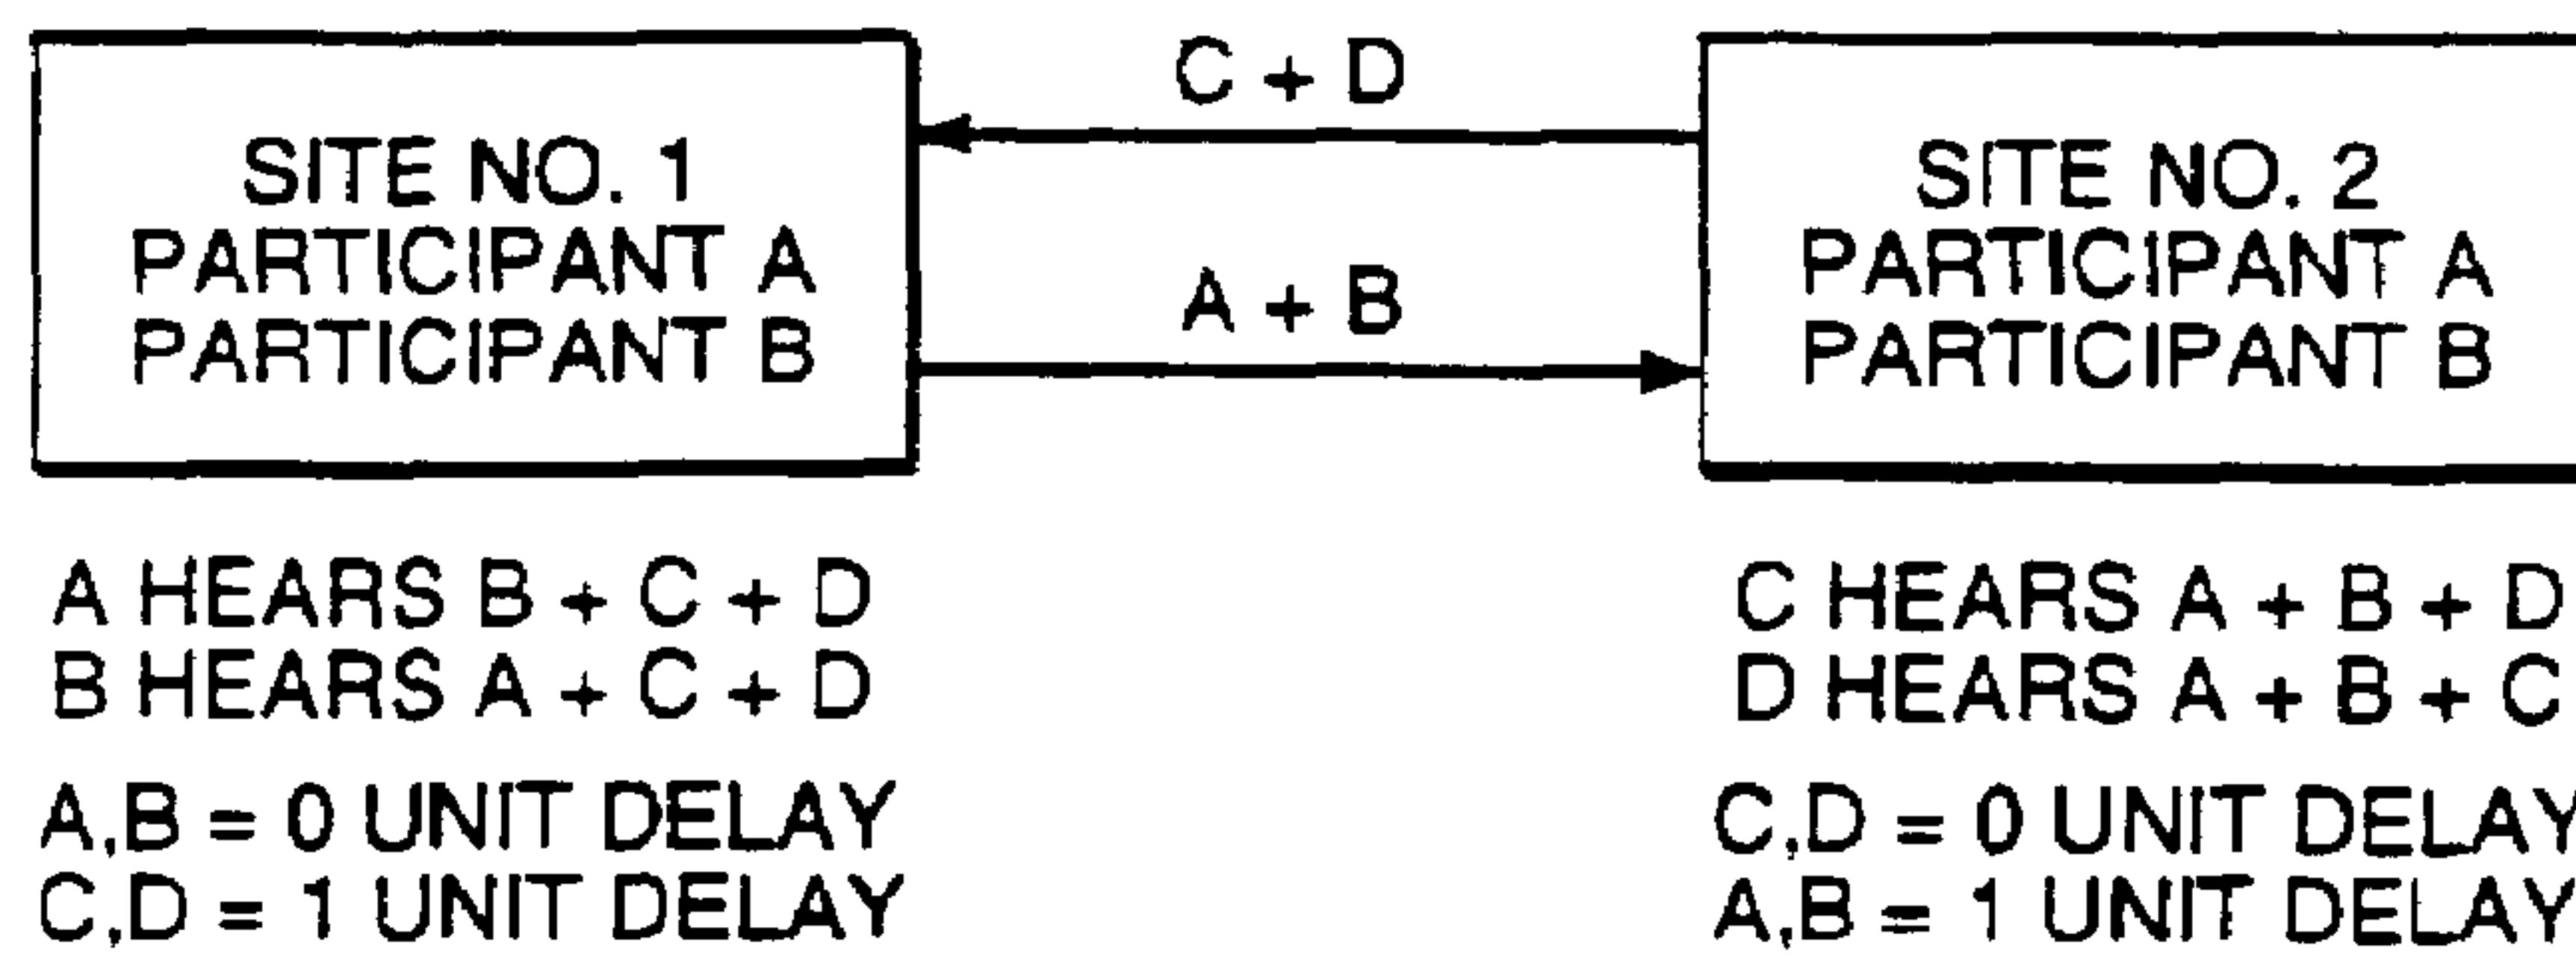 C + D
SITE NO. 1
PARTICIPANT A
PARTICIPANT B
A + B
SITE NO. 2
PARTICIPANT A
PARTICIPANT B
A HEARS B + C + D
B HEARS A + C + D
A,B = 0 UNIT DELAY
C,D = 1 UNIT DELAY
C HEARS A + B + D
D HEARS A + B + C
C,D = 0 UNIT DELAY
A,B = 1 UNIT DELAY